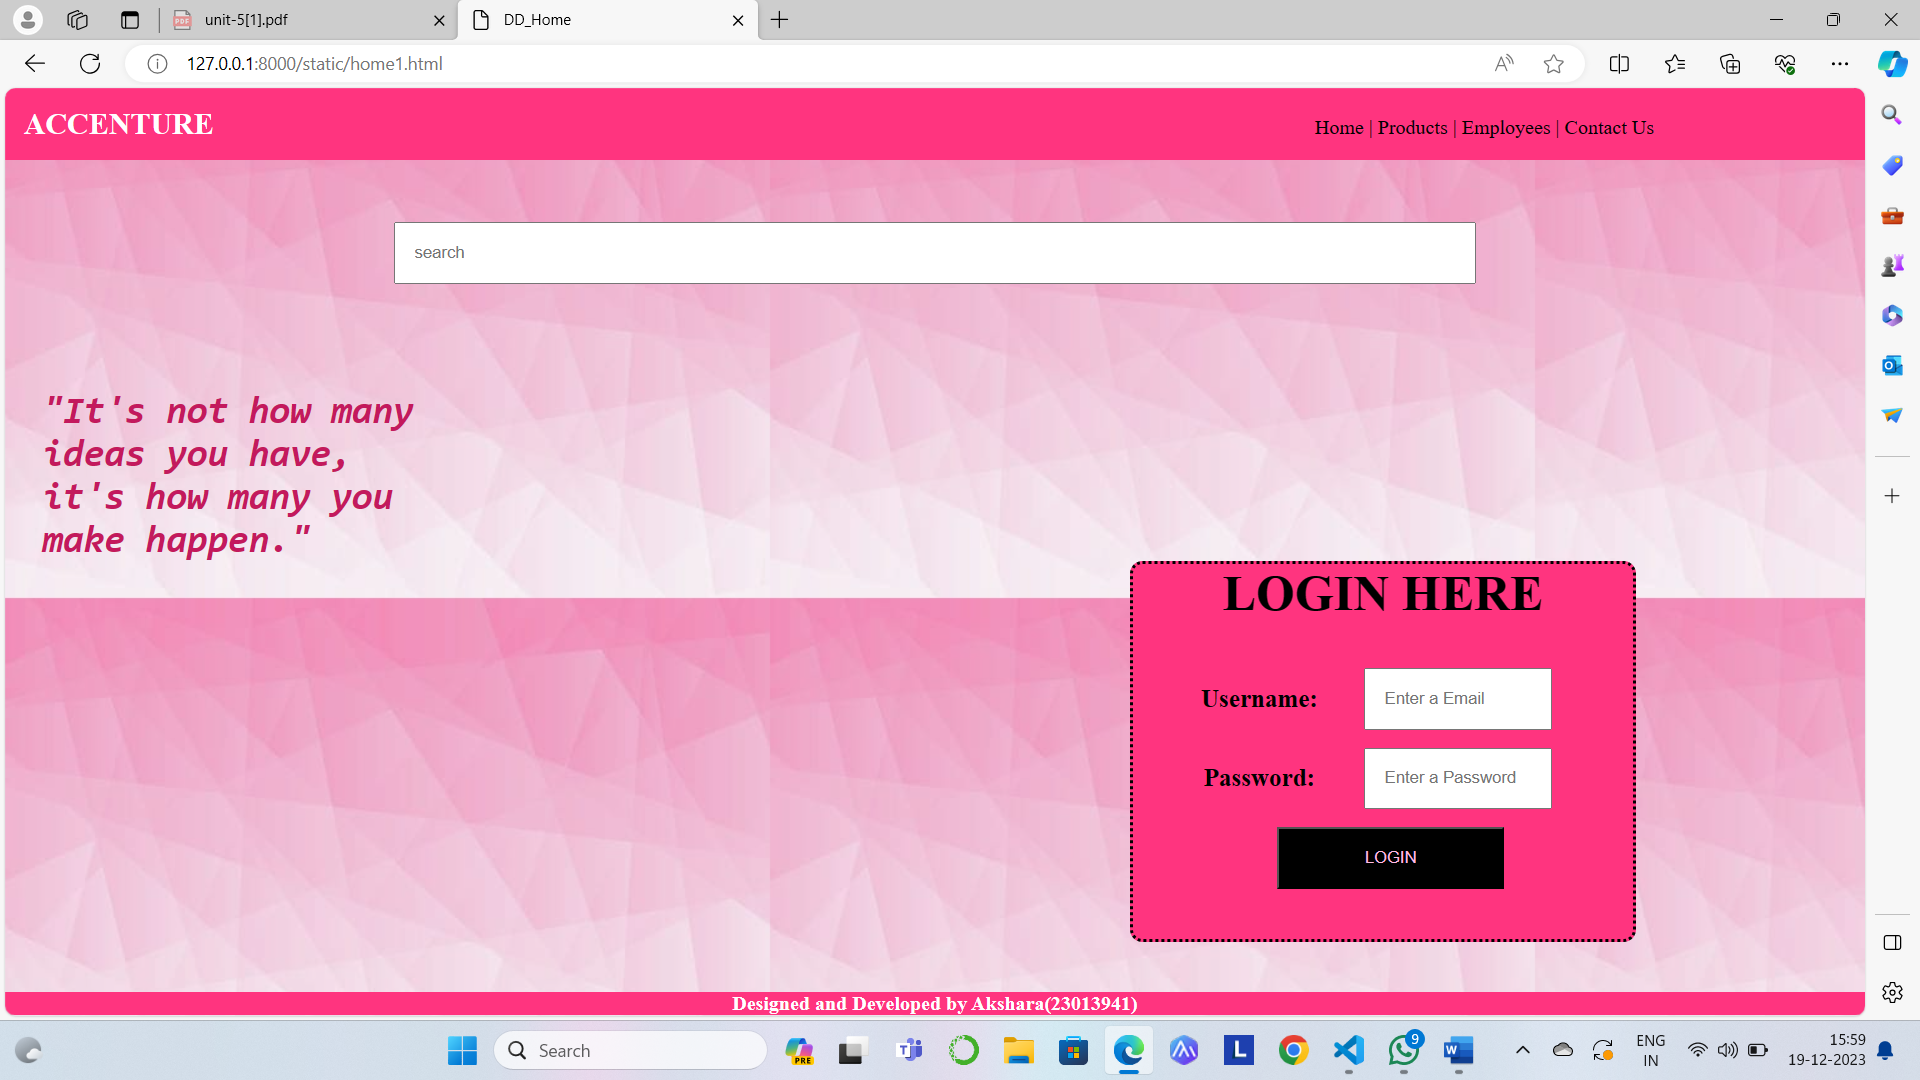 unit-5[1].pdf
DD_Home
127.0.0.1:8000/static/home1.html
ACCENTURE
Home | Products | Employees | Contact Us
search
"It's not how many
ideas you have,
it's how many you
make happen."
LOGIN HERE
Username:
Enter a Email
Password:
Enter a Password
LOGIN
Designed and Developed by Akshara(23013941)
Search
PRE
L
9
W
ENG
IN
15:59
19-12-2023